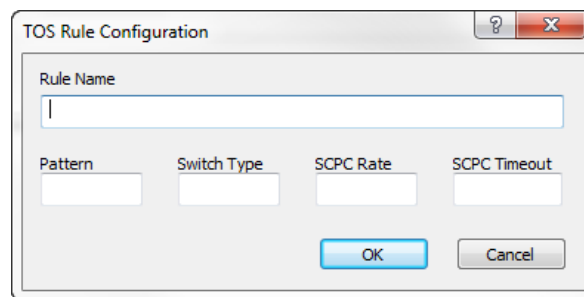 TOS Rule Configuration
?
Rule Name
Pattern Switch Type SCPC Rate SCPC Timeout
OK Cancel